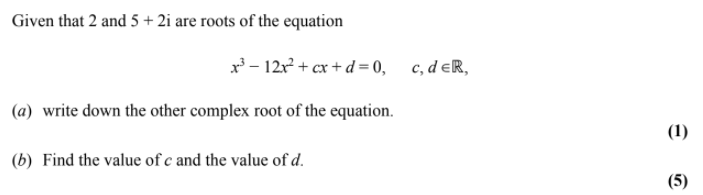 Given that 2 and 5 + 2i are roots of the equation
x³ – 12x² + cx + d = 0, c, d ∈ℝ,
(a) write down the other complex root of the equation.
(1)
(b) Find the value of c and the value of d.
(5)